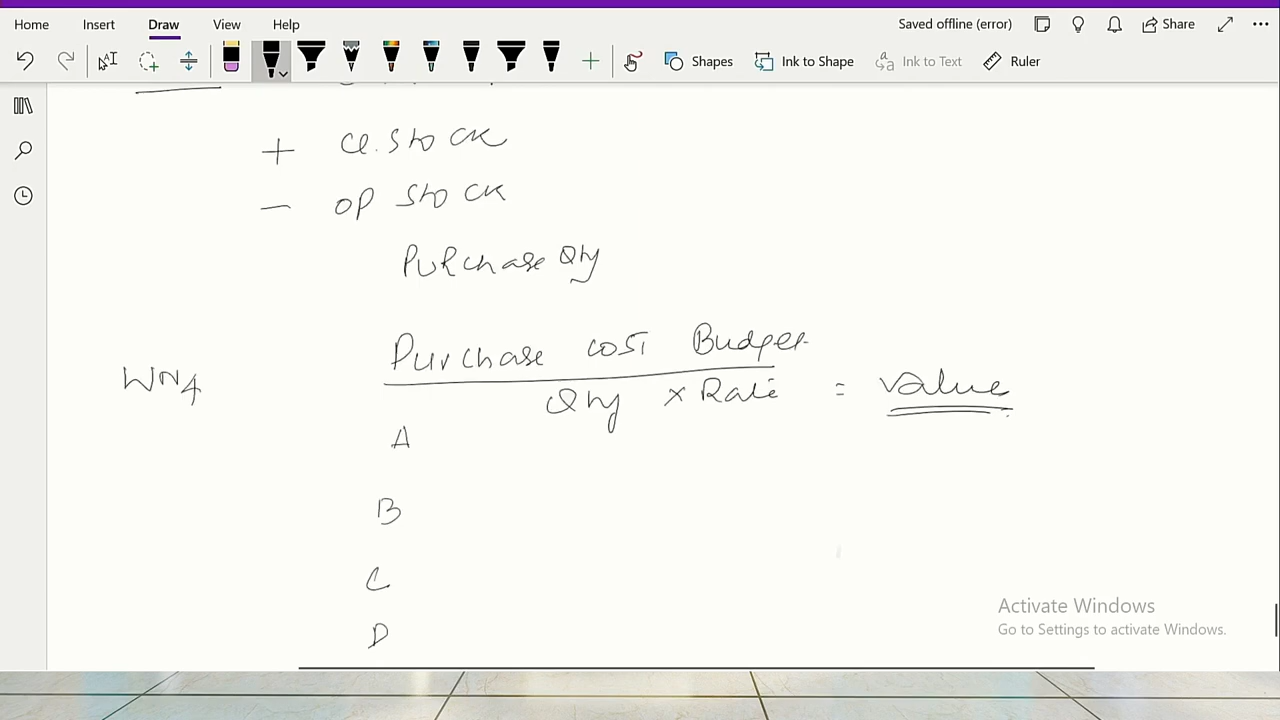 Home Insert Draw View Help Saved offline (error) Share
Shapes Ink to Shape Ink to Text Ruler
+ Cl. Stock
− OP Stock
Purchase Qty
Purchase Cost Budget
WN4 Qty × Rate = Value
A
B
C
D
Activate Windows
Go to Settings to activate Windows.